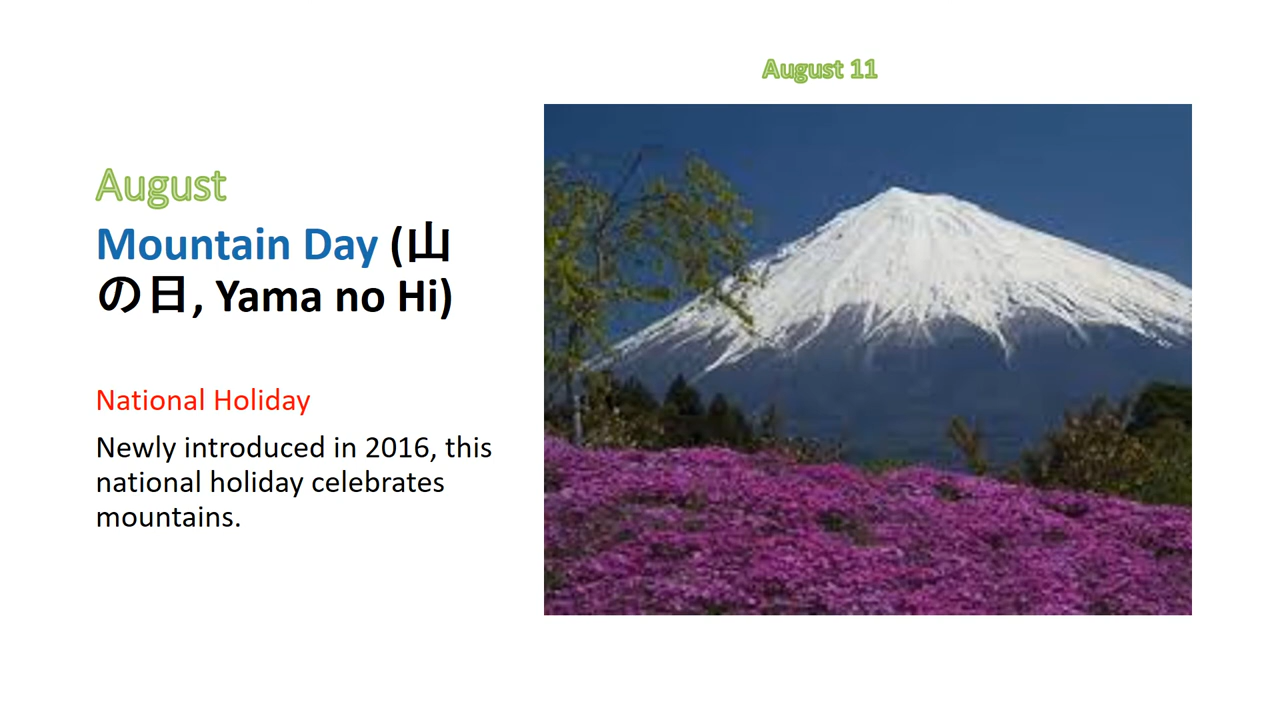 August 11
August
Mountain Day (山
の日, Yama no Hi)
National Holiday
Newly introduced in 2016, this
national holiday celebrates
mountains.